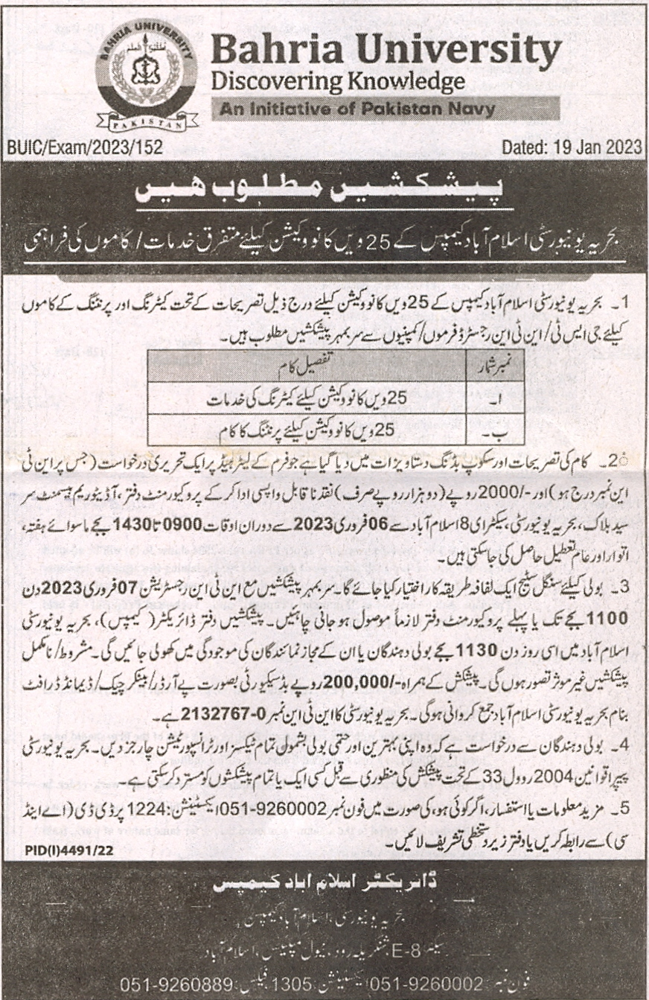 BAHRIA UNIVERSITY
PAKISTAN
Bahria University
Discovering Knowledge
An Initiative of Pakistan Navy
BUIC/Exam/2023/152
Dated: 19 Jan 2023
پیشکشیں مطلوب ہیں
بحریہ یونیورسٹی اسلام آباد کیمپس کے 25 ویں کانووکیشن کیلئے متفرق خدمات / کاموں کی فراہمی
1۔ بحریہ یونیورسٹی اسلام آباد کیمپس کے 25 ویں کانووکیشن کیلئے درج ذیل تصریحات کے تحت کیٹرنگ اور پرنٹنگ کے کاموں
کیلئے جی ایس ٹی/ این ٹی این رجسٹرڈ فرموں/ کمپنیوں سے سربمہر پیشکشیں مطلوب ہیں۔
نمبر شمار تفصیل کام
ا۔ 25 ویں کانووکیشن کیلئے کیٹرنگ کی خدمات
ب۔ 25 ویں کانووکیشن کیلئے پرنٹنگ کا کام
2۔ کام کی تصریحات اور سکوپ بڈنگ دستاویزات میں دیا گیا ہے جو فرم کے لیٹر ہیڈ پر ایک تحریری درخواست (جس پر این ٹی
این نمبر درج ہو) اور -/2000 روپے (دو ہزار روپے صرف) نقد ناقابل واپسی ادا کر کے پروکیورمنٹ دفتر، آڈیٹوریم بیسمنٹ سر
سید بلاک، بحریہ یونیورسٹی، سیکٹر ای 8 اسلام آباد سے 06 فروری 2023 سے دوران اوقات 0900 تا 1430 بجے ماسوائے ہفتہ،
اتوار اور عام تعطیل حاصل کی جاسکتی ہیں۔
3۔ بولی کیلئے سنگل سٹیج ایک لفافہ طریقہ کار اختیار کیا جائے گا۔ سربمہر پیشکشیں مع این ٹی این رجسٹریشن 07 فروری 2023 دن
1100 بجے تک یا پہلے پروکیورمنٹ دفتر لازماً موصول ہو جانی چاہئیں۔ پیشکشیں دفتر ڈائریکٹر (کیمپس)، بحریہ یونیورسٹی
اسلام آباد میں اسی روز دن 1130 بجے بولی دہندگان یا ان کے مجاز نمائندگان کی موجودگی میں کھولی جائیں گی۔ مشروط/ نامکمل
پیشکشیں غیر موثر تصور ہوں گی۔ پیشکش کے ہمراہ -/200,000 روپے بڈ سیکیورٹی بصورت پے آرڈر/ بینکر چیک/ ڈیمانڈ ڈرافٹ
بنام بحریہ یونیورسٹی اسلام آباد جمع کروانی ہوگی۔ بحریہ یونیورسٹی کا این ٹی این نمبر 0-2132767 ہے۔
4۔ بولی دہندگان سے درخواست ہے کہ وہ اپنی بہترین اور حتمی بولی بشمول تمام ٹیکسز اور ٹرانسپورٹیشن چارجز دیں۔ بحریہ یونیورسٹی
پیپرا قوانین 2004 روول 33 کے تحت پیشکش کی منظوری سے قبل کسی ایک یا تمام پیشکشوں کو مسترد کر سکتی ہے۔
5۔ مزید معلومات یا استفسار، اگر کوئی ہو، کی صورت میں فون نمبر 051-9260002 ایکسٹینشن: 1224 پر ڈی ڈی (اے اینڈ
سی) سے رابطہ کریں یا دفتر زیر دستخطی تشریف لائیں۔
PID(I)4491/22
ڈائریکٹر اسلام آباد کیمپس
بحریہ یونیورسٹی، اسلام آباد کیمپس
سیکٹر E-8، شنگریلہ روڈ، نیول کمپلیکس، اسلام آباد
فون نمبر: 051-9260002 ایکسٹینشن: 1305، فیکس: 051-9260889